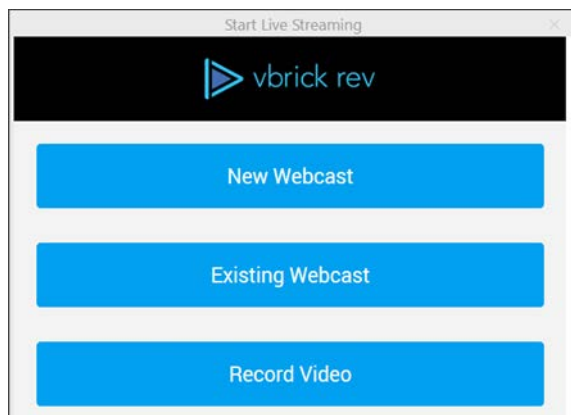 Start Live Streaming
vbrick rev
New Webcast
Existing Webcast
Record Video